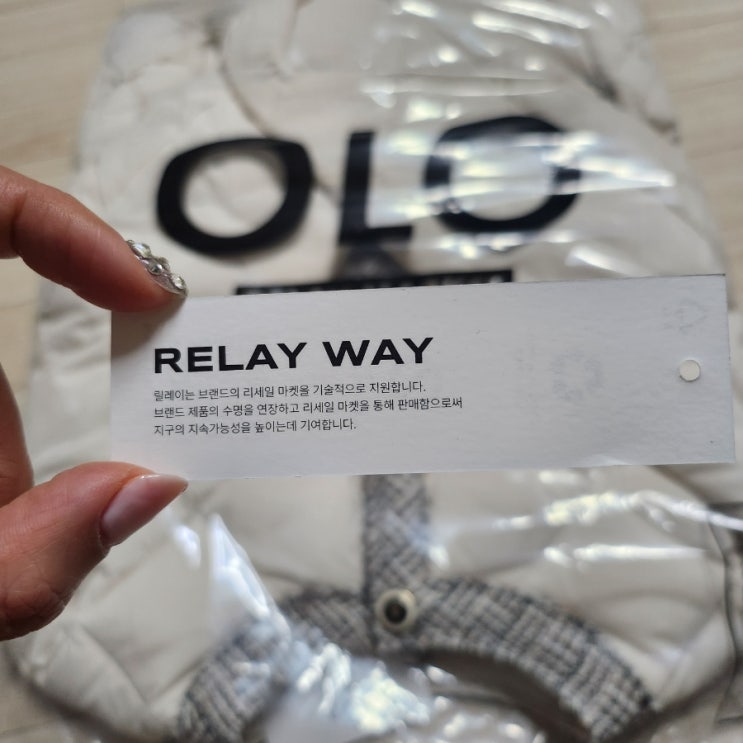 OLO
RELAY WAY
릴레이는 브랜드의 리세일 마켓을 기술적으로 지원합니다.
브랜드 제품의 수명을 연장하고 리세일 마켓을 통해 판매함으로써
지구의 지속가능성을 높이는데 기여합니다.